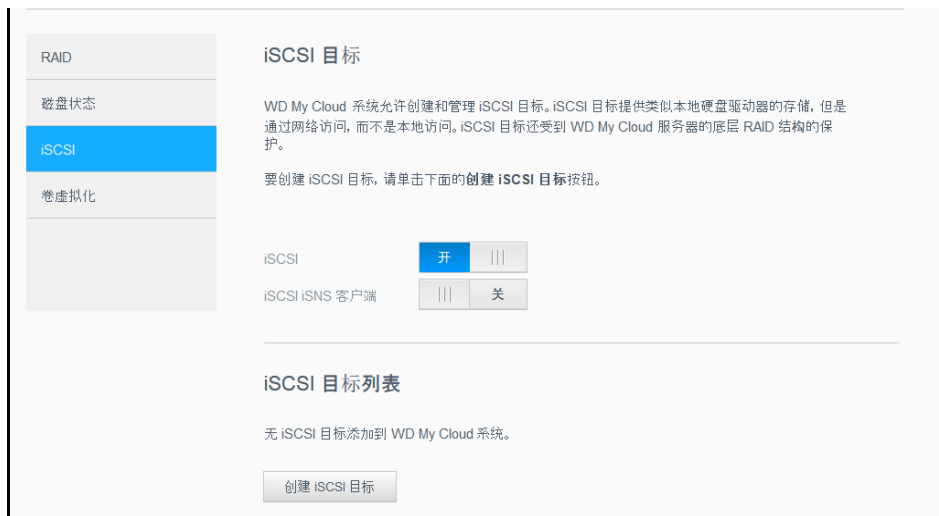 RAID
磁盘状态
iSCSI
卷虚拟化
iSCSI 目标
WD My Cloud 系统允许创建和管理 iSCSI 目标。iSCSI 目标提供类似本地硬盘驱动器的存储, 但是
通过网络访问, 而不是本地访问。iSCSI 目标还受到 WD My Cloud 服务器的底层 RAID 结构的保
护。
要创建 iSCSI 目标, 请单击下面的创建 iSCSI 目标按钮。
iSCSI 开
iSCSI iSNS 客户端 关
iSCSI 目标列表
无 iSCSI 目标添加到 WD My Cloud 系统。
创建 iSCSI 目标